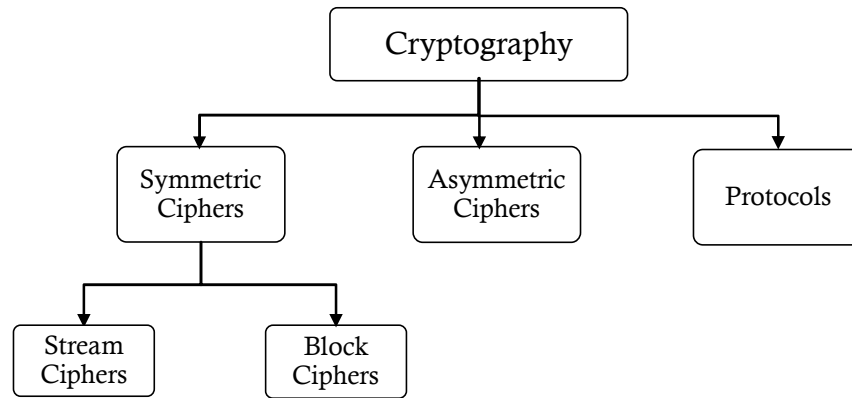 Cryptography
Symmetric
Ciphers
Asymmetric
Ciphers
Protocols
Stream
Ciphers
Block
Ciphers